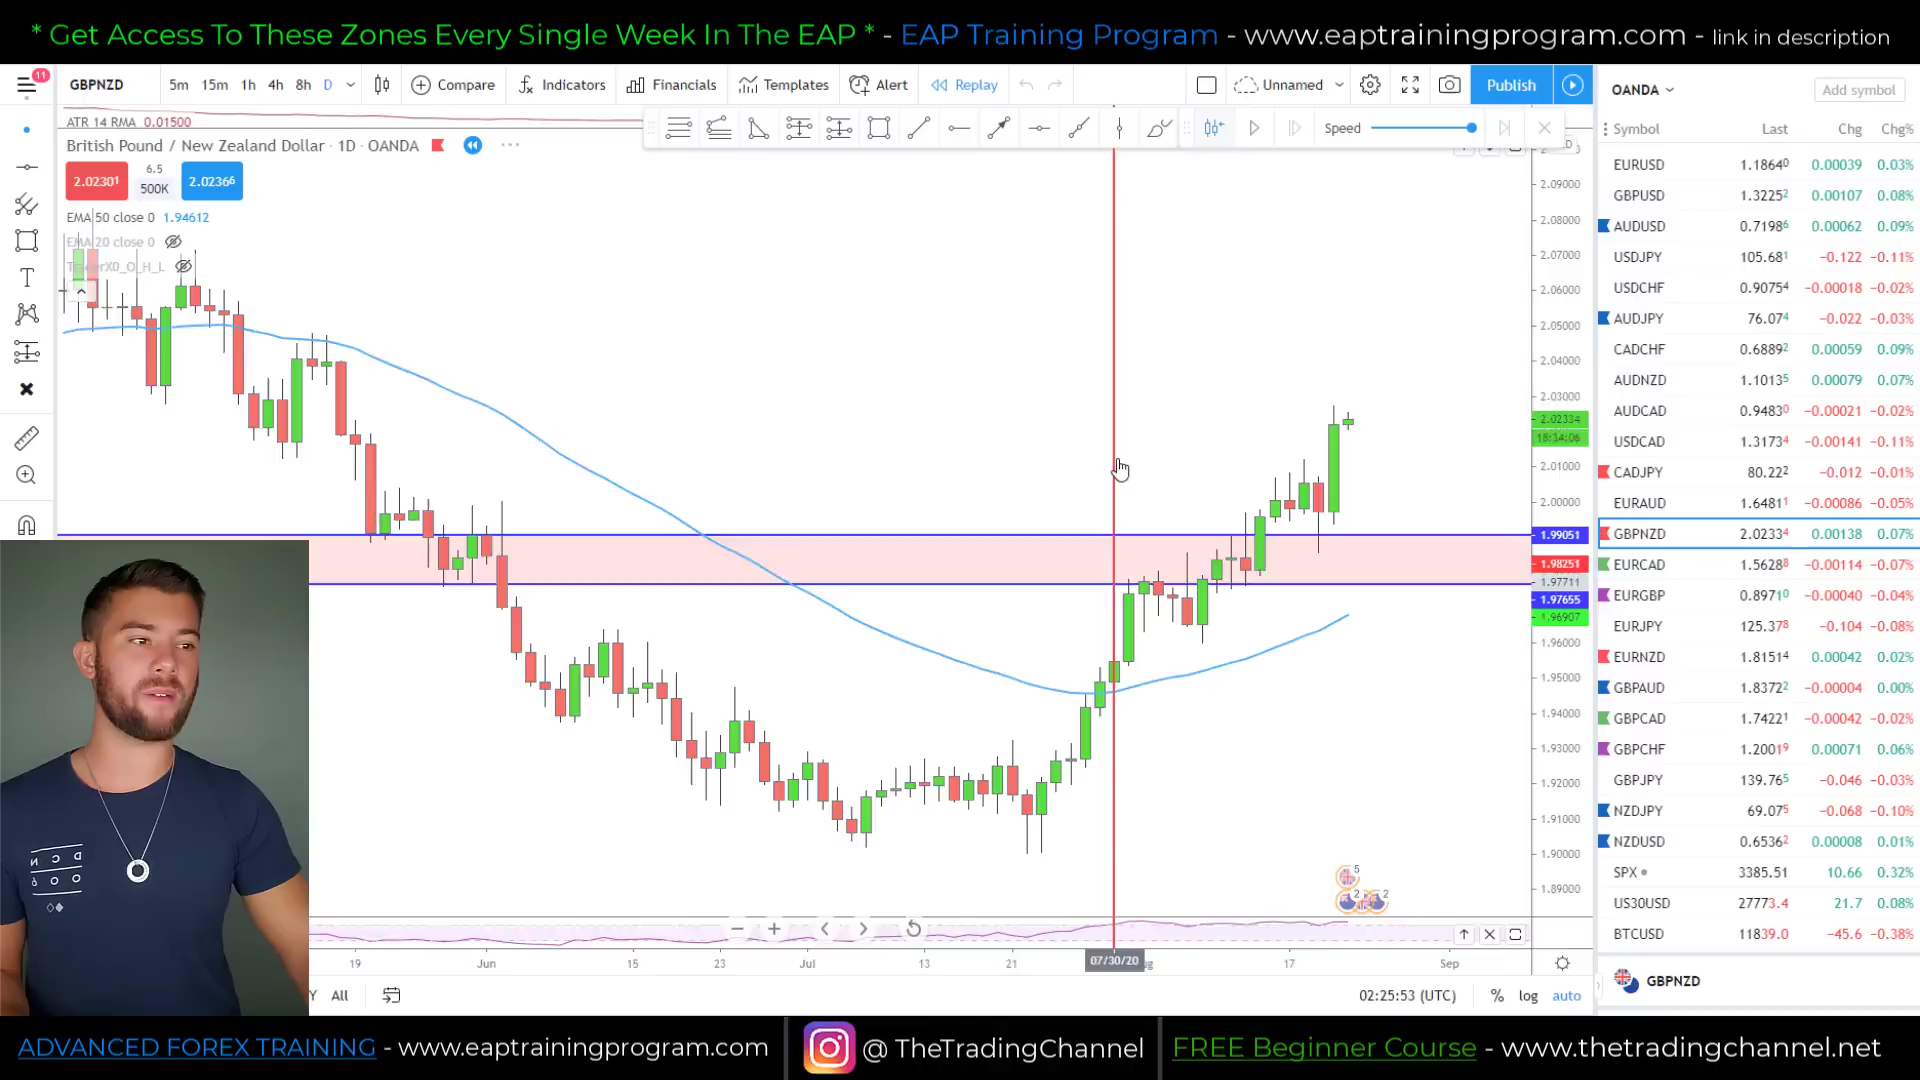 * Get Access To These Zones Every Single Week In The EAP * - EAP Training Program - www.eaptrainingprogram.com - link in description
11
GBPNZD 5m 15m 1h 4h 8h D Compare Indicators Financials Templates Alert Replay Unnamed Publish
ATR 14 RMA 0.01500
Speed
British Pound / New Zealand Dollar · 1D · OANDA
2.02301 6.5 500K 2.02366
EMA 50 close 0 1.94612
EMA 20 close 0
2.09000
2.08000
2.07000
2.06000
2.05000
2.04000
2.03000
2.02334
18:34:06
2.01000
2.00000
1.99051
1.98251
1.97711
1.97655
1.96907
1.96000
1.95000
1.94000
1.93000
1.92000
1.91000
1.90000
1.89000
5
2 2
19 Jun 15 23 Jul 13 21 07/30/20 ug 17 Sep
Y All 02:25:53 (UTC) % log auto
OANDA Add symbol
Symbol Last Chg Chg%
EURUSD 1.18640 0.00039 0.03%
GBPUSD 1.32252 0.00107 0.08%
AUDUSD 0.71986 0.00062 0.09%
USDJPY 105.681 −0.122 −0.11%
USDCHF 0.90754 −0.00018 −0.02%
AUDJPY 76.074 −0.022 −0.03%
CADCHF 0.68892 0.00059 0.09%
AUDNZD 1.10135 0.00079 0.07%
AUDCAD 0.94830 −0.00021 −0.02%
USDCAD 1.31734 −0.00141 −0.11%
CADJPY 80.222 −0.012 −0.01%
EURAUD 1.64811 −0.00086 −0.05%
GBPNZD 2.02334 0.00138 0.07%
EURCAD 1.56288 −0.00114 −0.07%
EURGBP 0.89710 −0.00040 −0.04%
EURJPY 125.378 −0.104 −0.08%
EURNZD 1.81514 0.00042 0.02%
GBPAUD 1.83722 −0.00004 0.00%
GBPCAD 1.74221 −0.00042 −0.02%
GBPCHF 1.20019 0.00071 0.06%
GBPJPY 139.765 −0.046 −0.03%
NZDJPY 69.075 −0.068 −0.10%
NZDUSD 0.65362 0.00008 0.01%
SPX 3385.51 10.66 0.32%
US30USD 27773.4 21.7 0.08%
BTCUSD 11839.0 −45.6 −0.38%
GBPNZD
ADVANCED FOREX TRAINING - www.eaptrainingprogram.com @ TheTradingChannel FREE Beginner Course - www.thetradingchannel.net